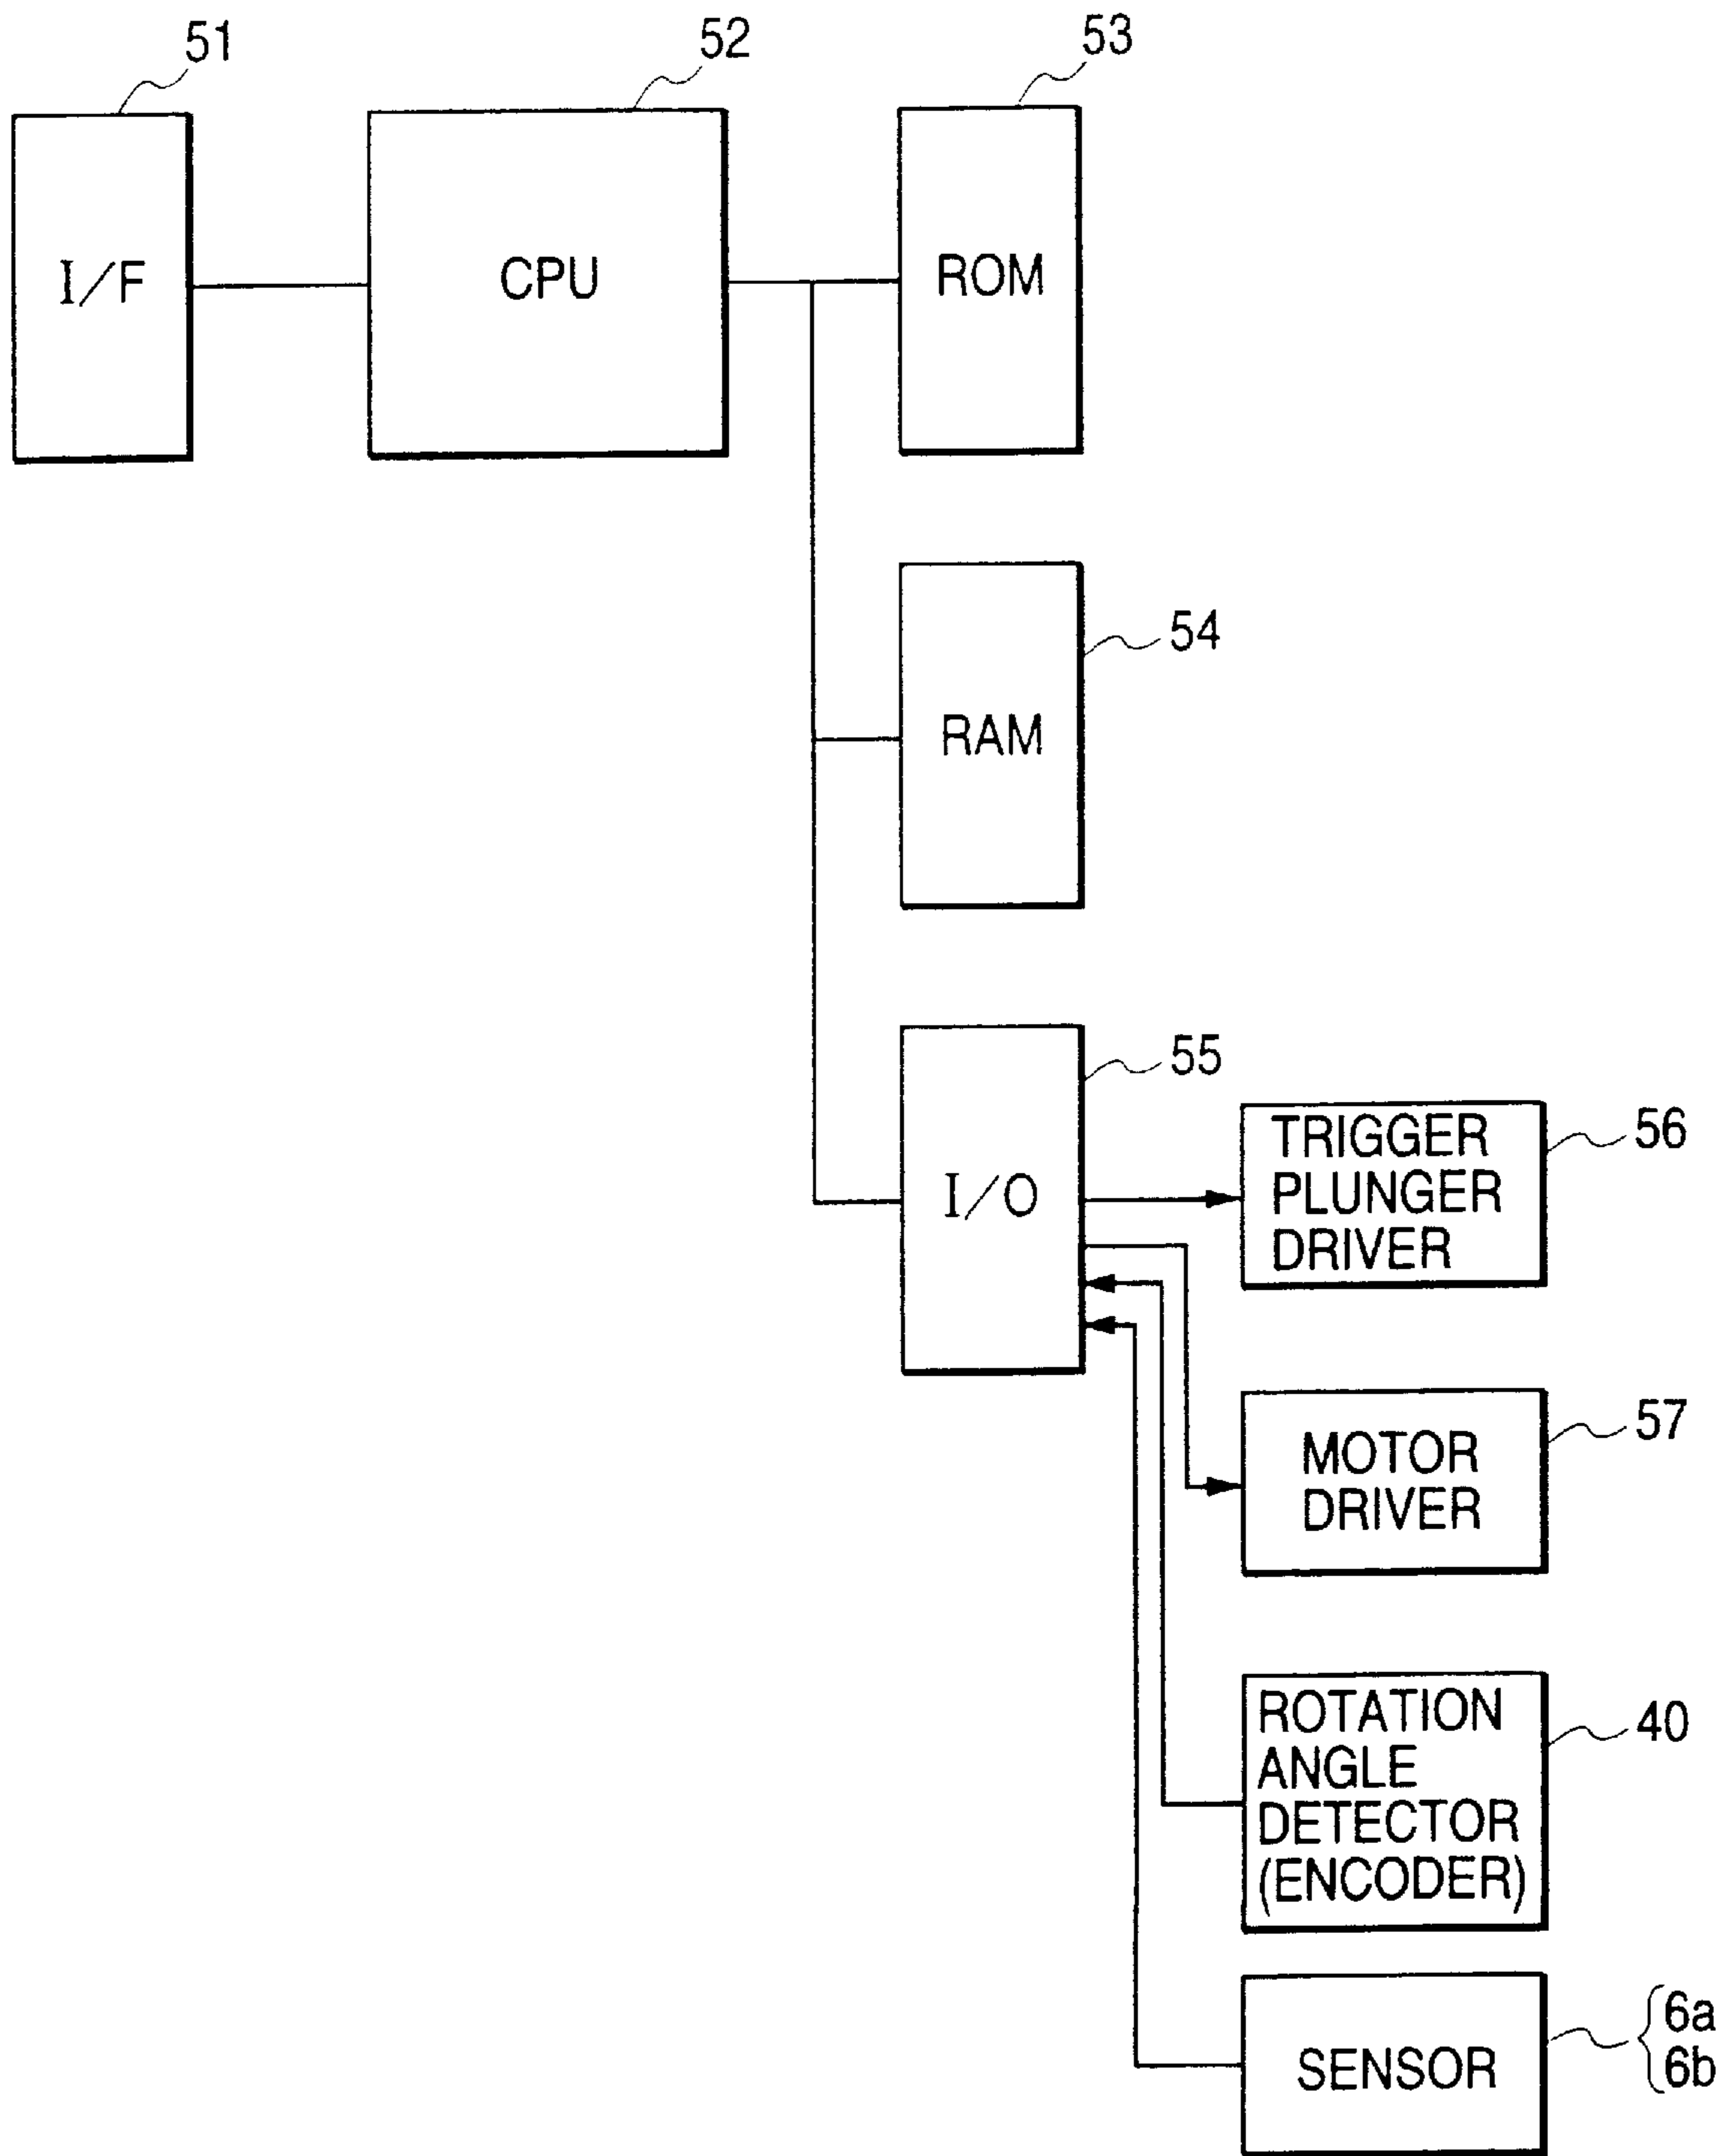 51
52
53
I/F
CPU
ROM
54
RAM
55
I/O
56
TRIGGER
PLUNGER
DRIVER
57
MOTOR
DRIVER
40
ROTATION
ANGLE
DETECTOR
(ENCODER)
6a
6b
SENSOR